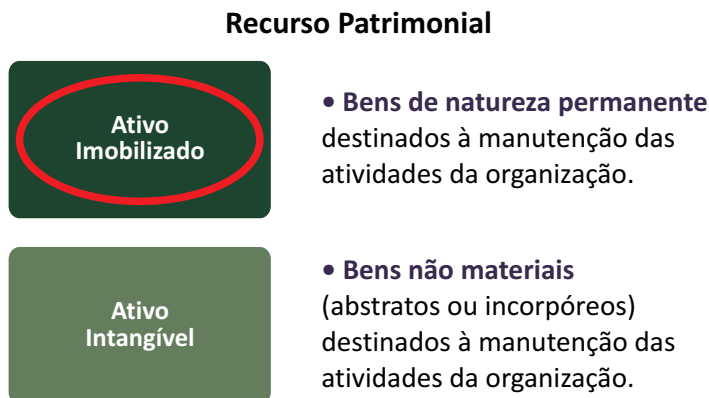 Recurso Patrimonial
Ativo
Imobilizado
• Bens de natureza permanente
destinados à manutenção das
atividades da organização.
Ativo
Intangível
• Bens não materiais
(abstratos ou incorpóreos)
destinados à manutenção das
atividades da organização.